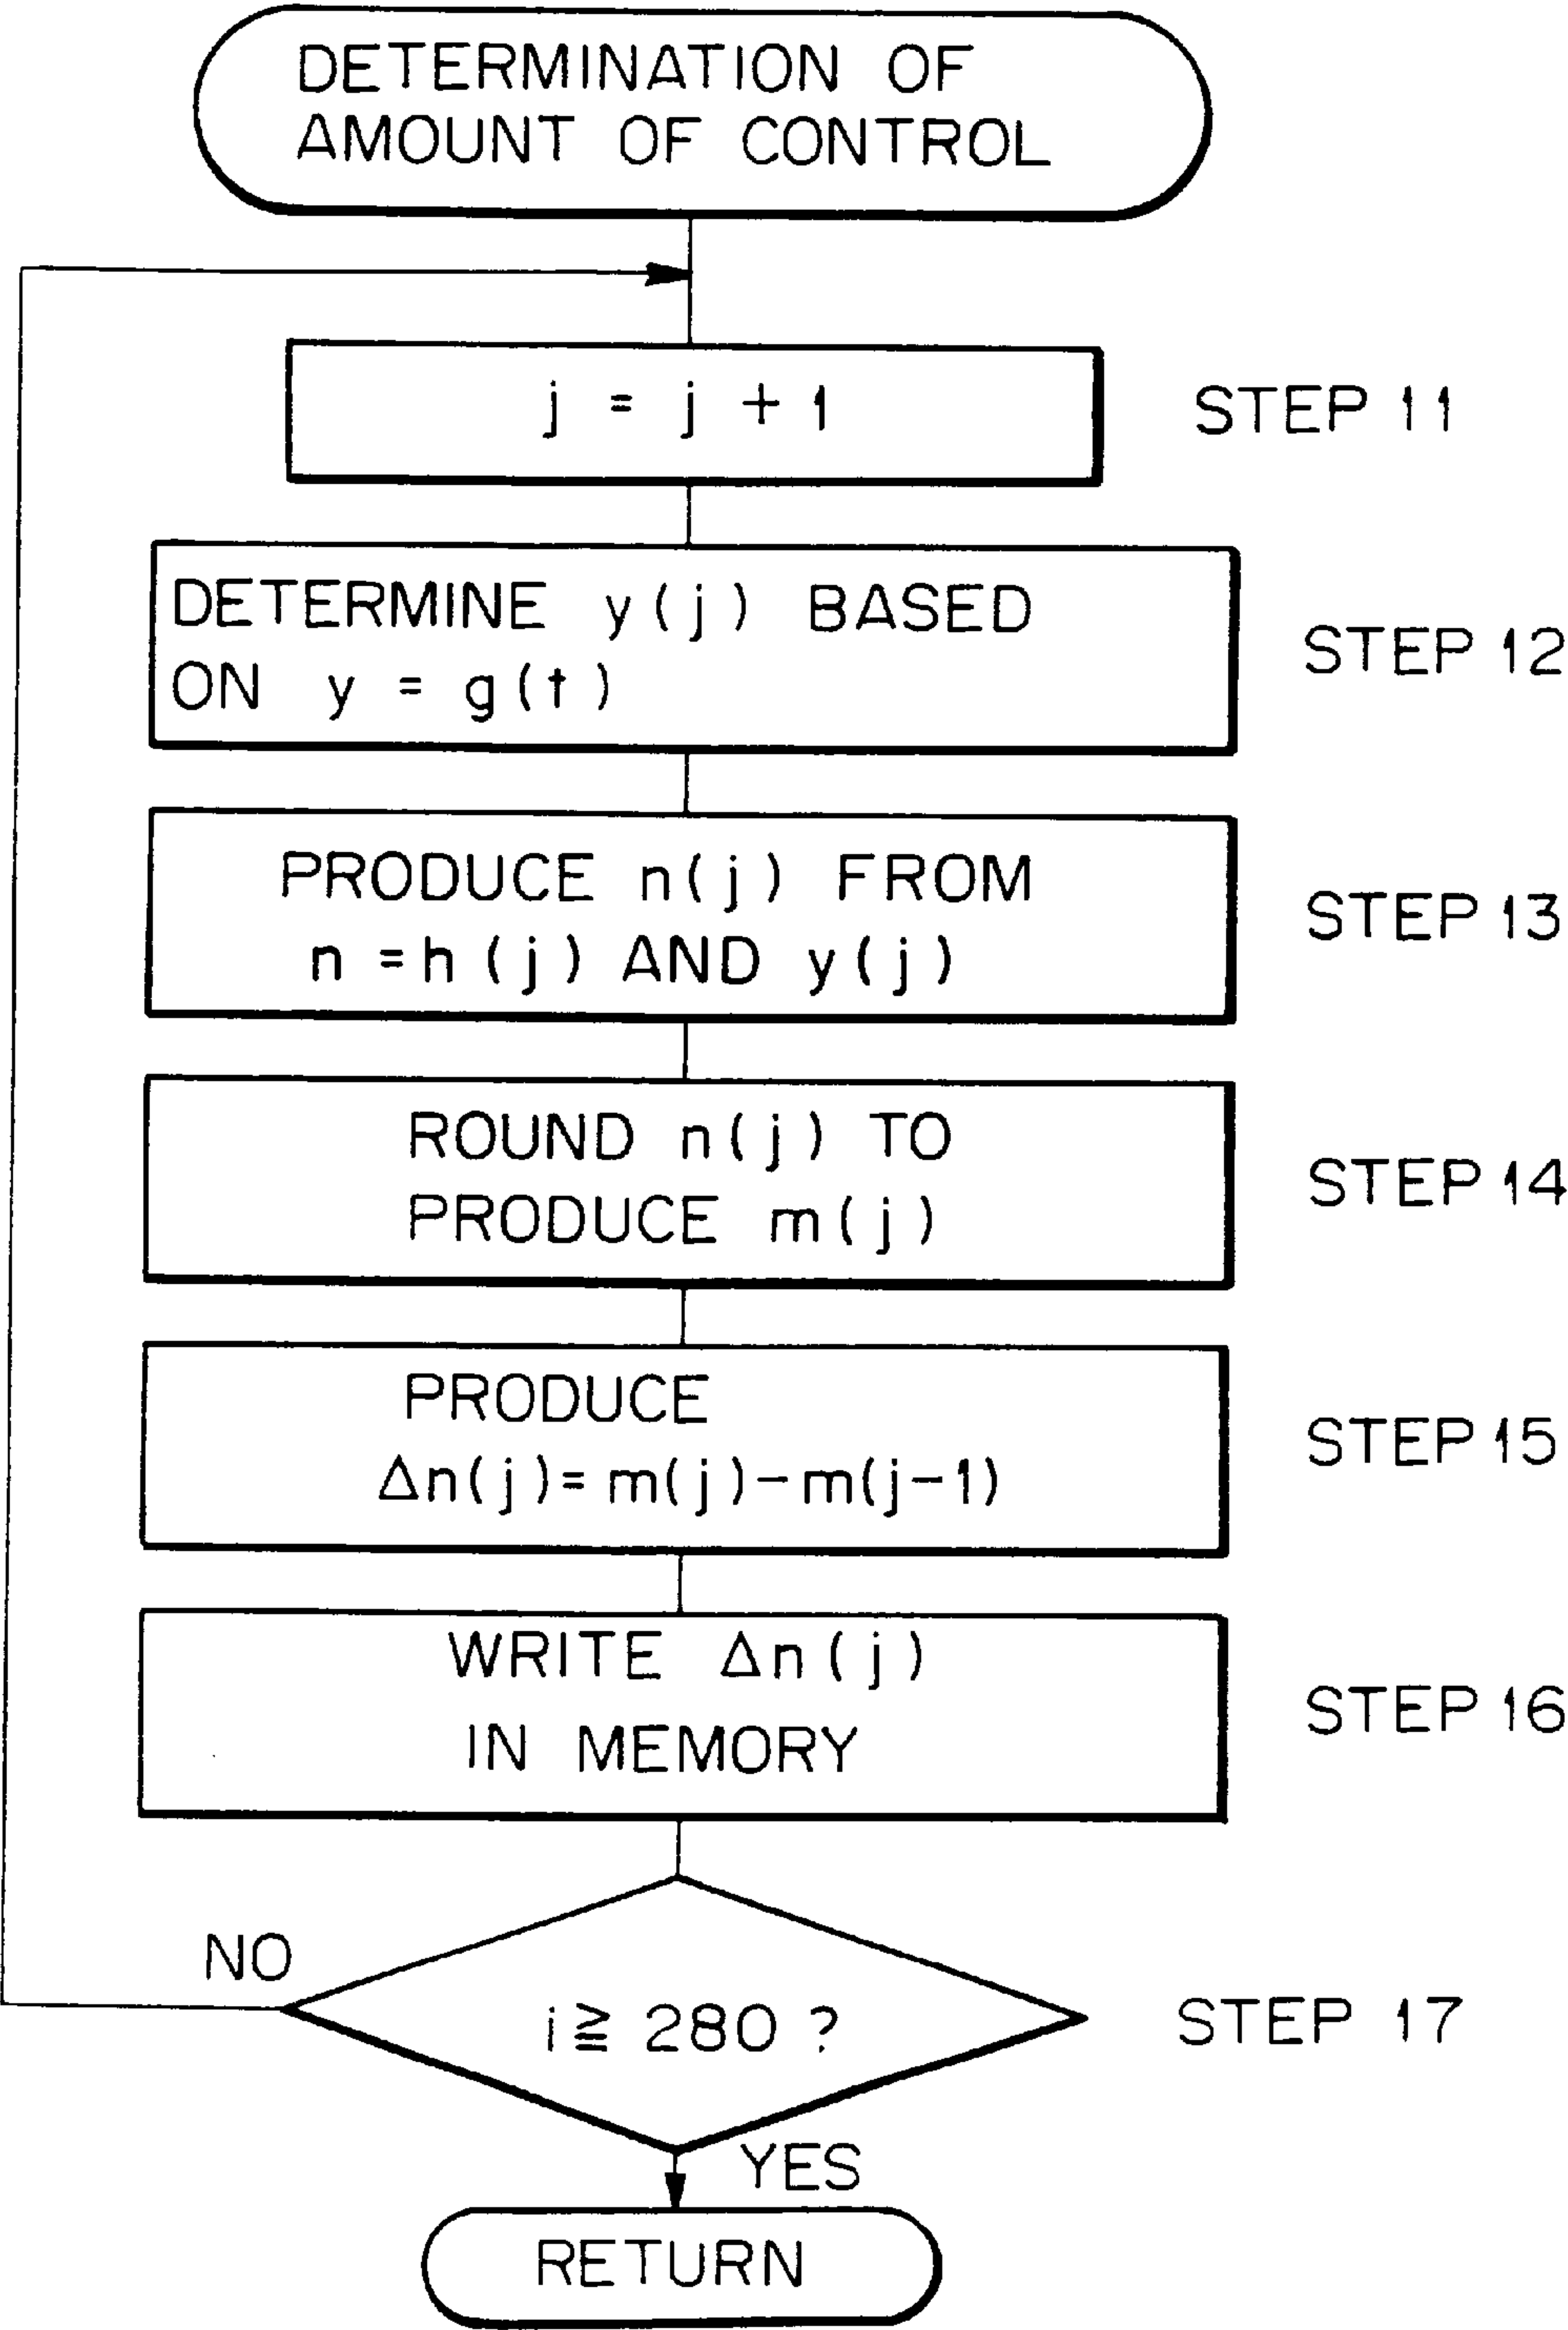 DETERMINATION OF
AMOUNT OF CONTROL
j = j + 1
STEP 11
DETERMINE y(j) BASED
ON y = g(t)
STEP 12
PRODUCE n(j) FROM
n = h(j) AND y(j)
STEP 13
ROUND n(j) TO
PRODUCE m(j)
STEP 14
PRODUCE
Δn(j) = m(j) − m(j−1)
STEP 15
WRITE Δn(j)
IN MEMORY
STEP 16
NO
i ≧ 280 ?
STEP 17
YES
RETURN